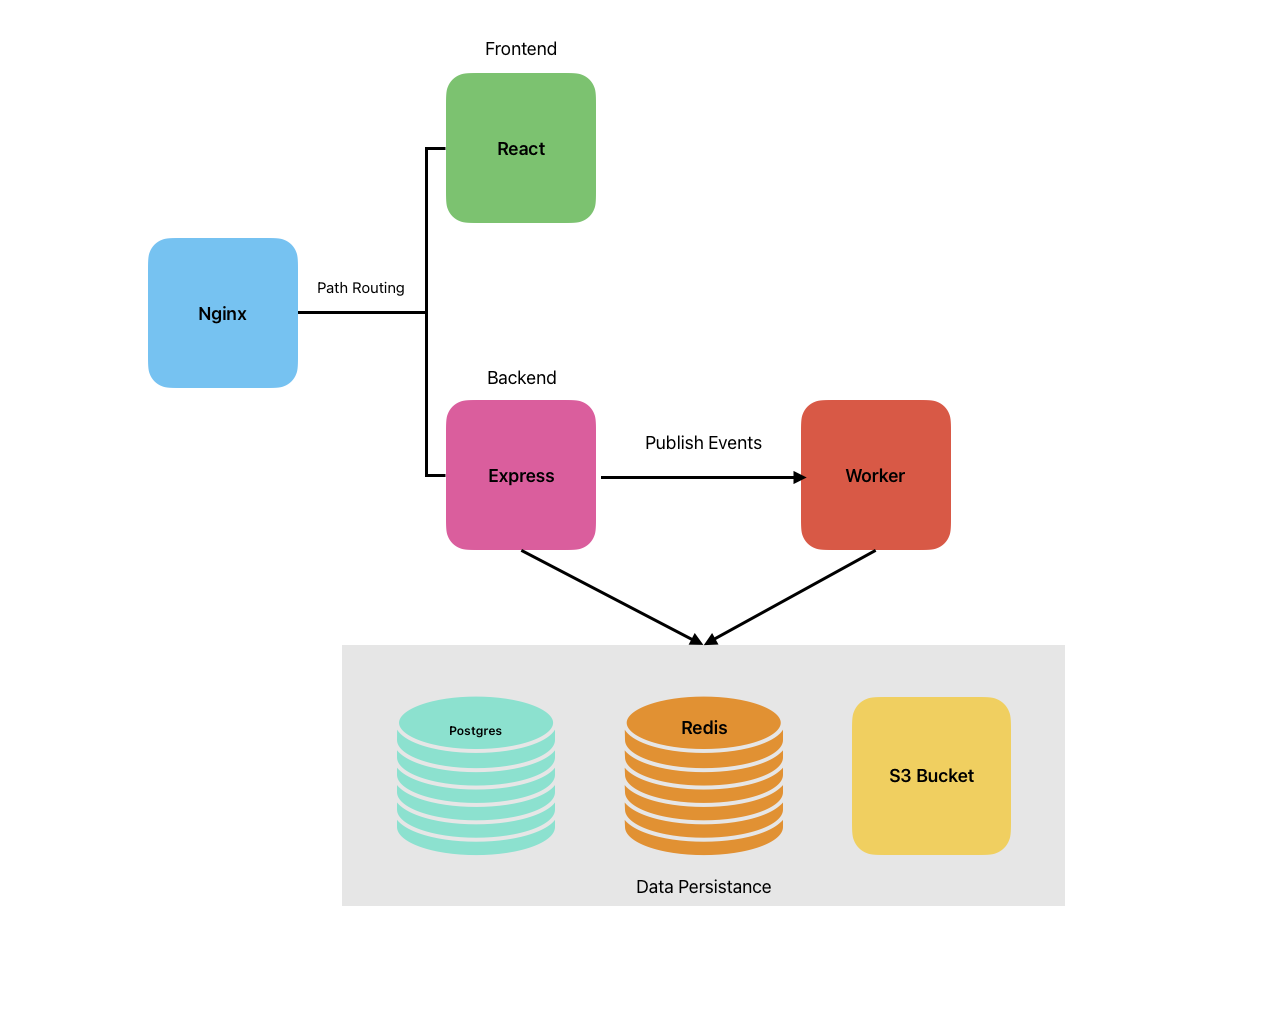 Frontend
React
Nginx
Path Routing
Backend
Express
Publish Events
Worker
Postgres
Redis
S3 Bucket
Data Persistance